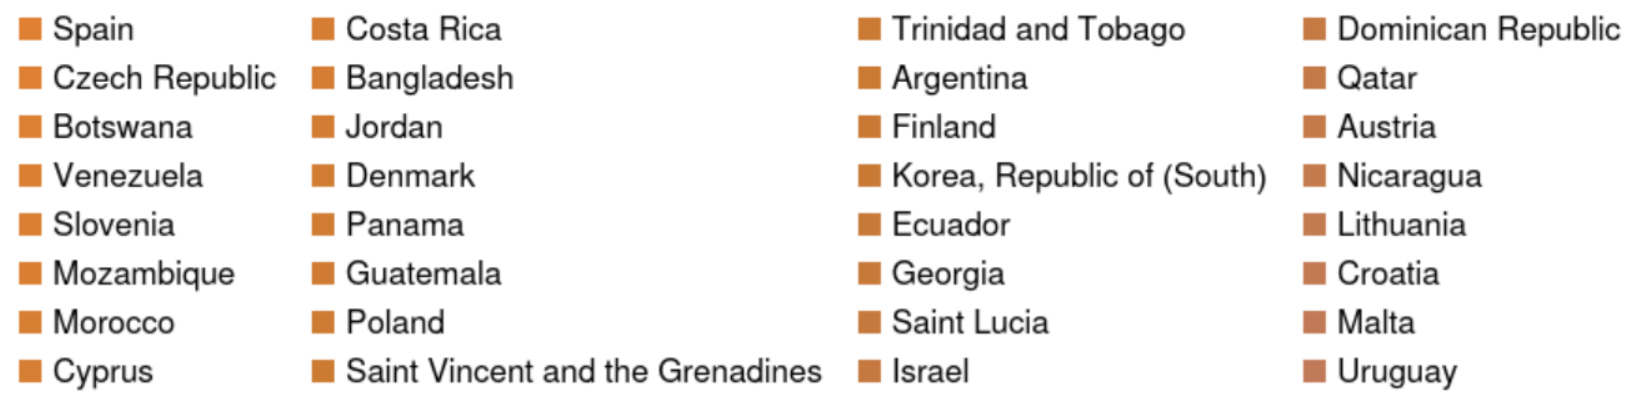 Spain
Czech Republic
Botswana
Venezuela
Slovenia
Mozambique
Morocco
Cyprus
Costa Rica
Bangladesh
Jordan
Denmark
Panama
Guatemala
Poland
Saint Vincent and the Grenadines
Trinidad and Tobago
Argentina
Finland
Korea, Republic of (South)
Ecuador
Georgia
Saint Lucia
Israel
Dominican Republic
Qatar
Austria
Nicaragua
Lithuania
Croatia
Malta
Uruguay